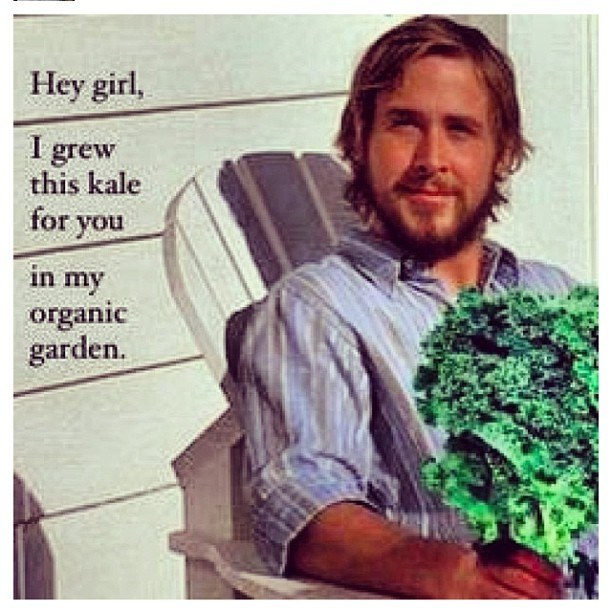 Hey girl,
I grew
this kale
for you
in my
organic
garden.